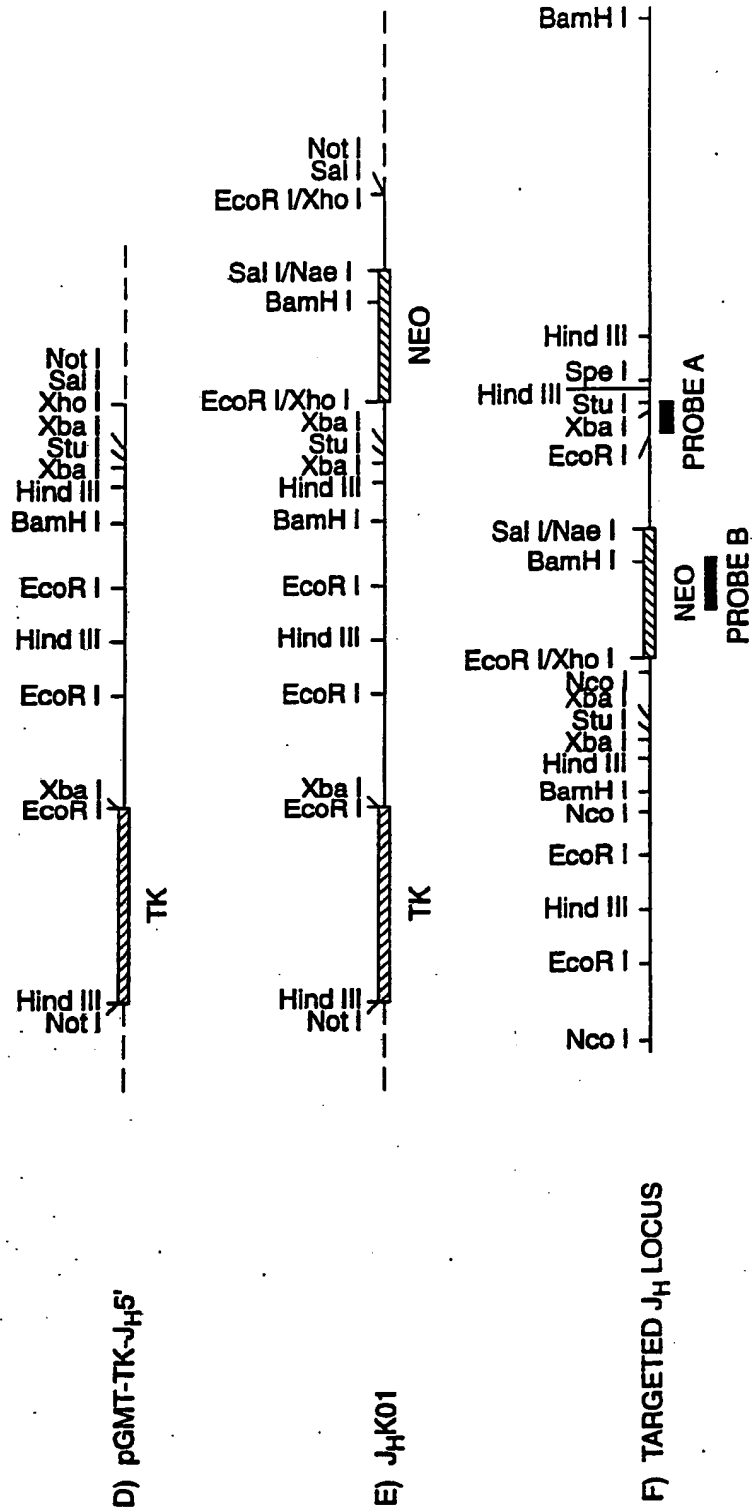 D) pGMT-TK-JH5'
Not I
Hind III
TK
EcoR I
Xba I
EcoR I
Hind III
EcoR I
BamH I
Hind III
Xba I
Stu I
Xba I
Xho I
Sal I
Not I
E) JHK01
Not I
Hind III
TK
EcoR I
Xba I
EcoR I
Hind III
EcoR I
BamH I
Hind III
Xba I
Stu I
Xba I
EcoR I/Xho I
NEO
BamH I
Sal I/Nae I
EcoR I/Xho I
Sal I
Not I
F) TARGETED JH LOCUS
Nco I
EcoR I
Hind III
EcoR I
Nco I
BamH I
Hind III
Xba I
Stu I
Xba I
Nco I
EcoR I/Xho I
NEO
PROBE B
BamH I
Sal I/Nae I
EcoR I
Xba I
Stu I
Hind III
PROBE A
Spe I
Hind III
BamH I